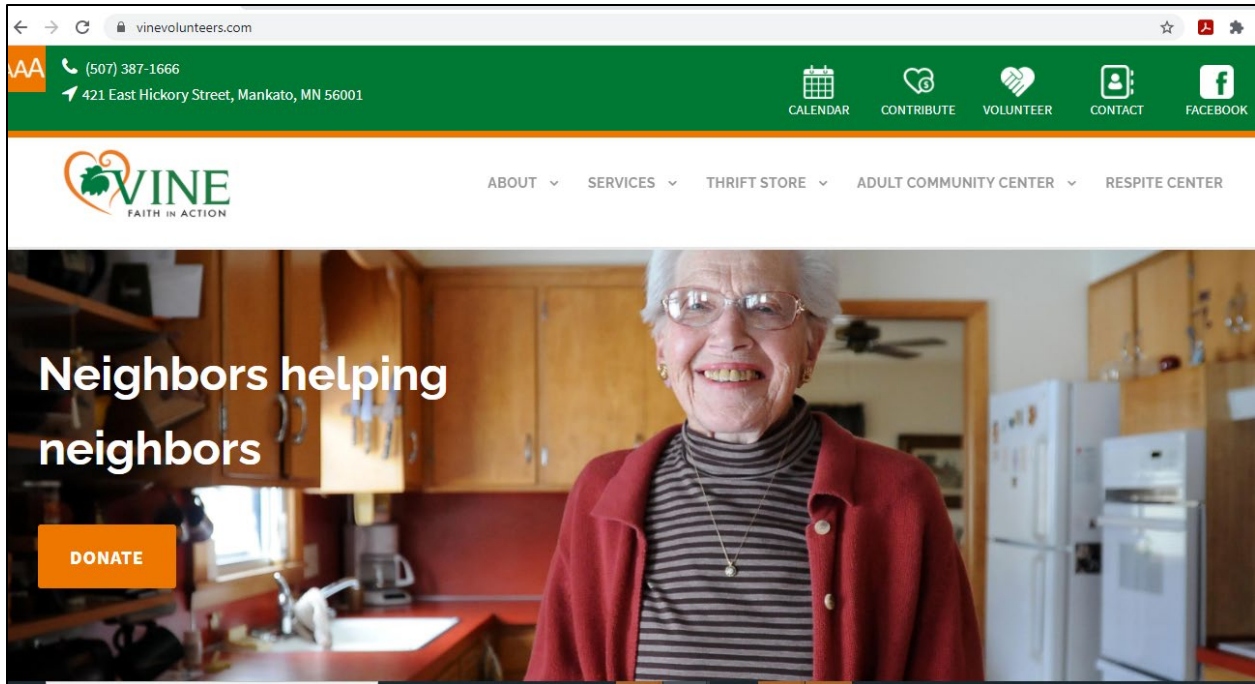 vinevolunteers.com
AAA
(507) 387-1666
421 East Hickory Street, Mankato, MN 56001
CALENDAR
CONTRIBUTE
VOLUNTEER
CONTACT
FACEBOOK
VINE
FAITH IN ACTION
ABOUT
SERVICES
THRIFT STORE
ADULT COMMUNITY CENTER
RESPITE CENTER
Neighbors helping
neighbors
DONATE